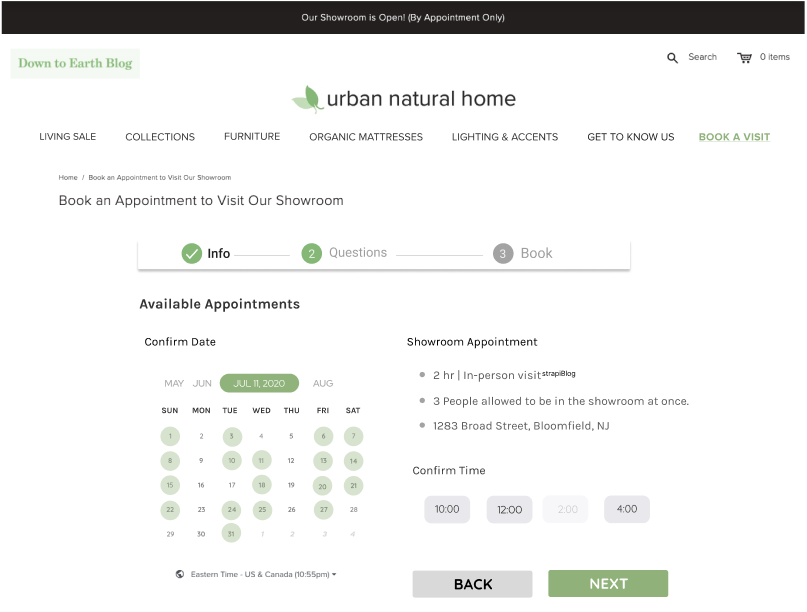 Our Showroom is Open! (By Appointment Only)
Down to Earth Blog
Search
0 items
urban natural home
LIVING SALE COLLECTIONS FURNITURE ORGANIC MATTRESSES LIGHTING & ACCENTS GET TO KNOW US BOOK A VISIT
Home / Book an Appointment to Visit Our Showroom
Book an Appointment to Visit Our Showroom
Info 2 Questions 3 Book
Available Appointments
Confirm Date
MAY JUN JUL 11, 2020 AUG
SUN MON TUE WED THU FRI SAT
1 2 3 4 5 6 7
8 9 10 11 12 13 14
15 16 17 18 19 20 21
22 23 24 25 26 27 28
29 30 31 1 2 3 4
Eastern Time - US & Canada (10:55pm)
Showroom Appointment
2 hr | In-person visit strapiBlog
3 People allowed to be in the showroom at once.
1283 Broad Street, Bloomfield, NJ
Confirm Time
10:00 12:00 2:00 4:00
BACK NEXT